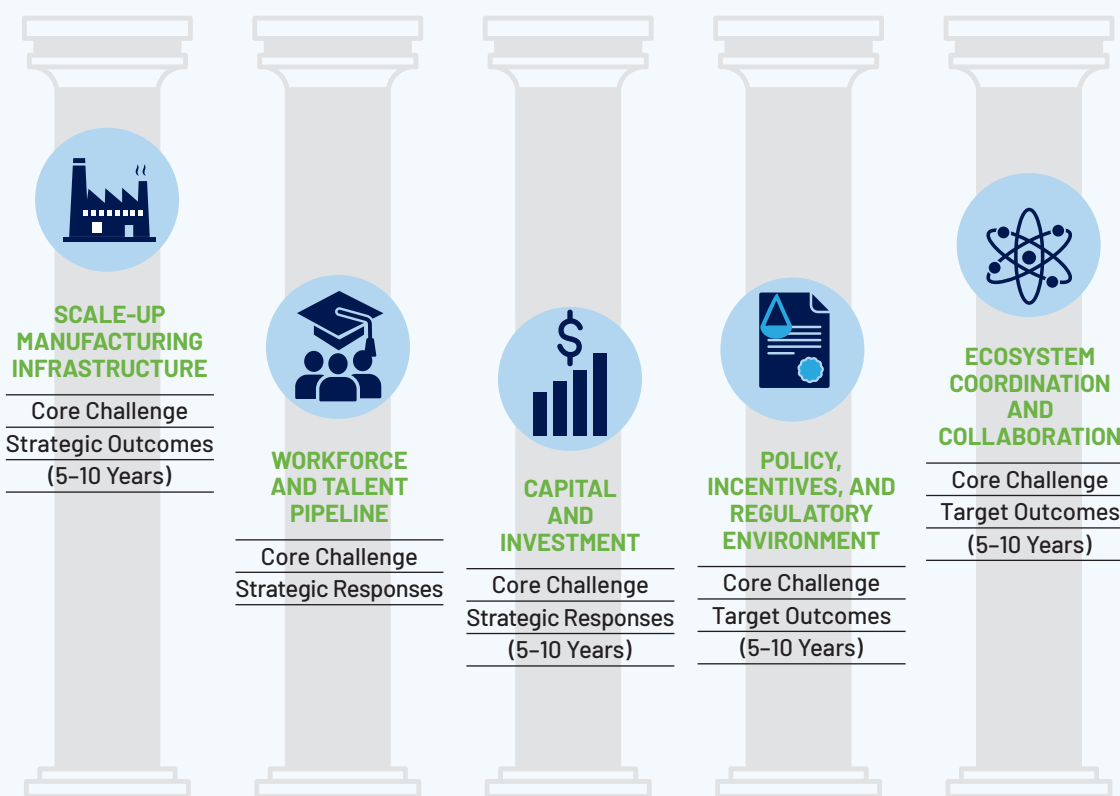 SCALE-UP
MANUFACTURING
INFRASTRUCTURE
Core Challenge
Strategic Outcomes
(5–10 Years)
WORKFORCE
AND TALENT
PIPELINE
Core Challenge
Strategic Responses
$
CAPITAL
AND
INVESTMENT
Core Challenge
Strategic Responses
(5–10 Years)
POLICY,
INCENTIVES, AND
REGULATORY
ENVIRONMENT
Core Challenge
Target Outcomes
(5–10 Years)
ECOSYSTEM
COORDINATION
AND
COLLABORATION
Core Challenge
Target Outcomes
(5–10 Years)